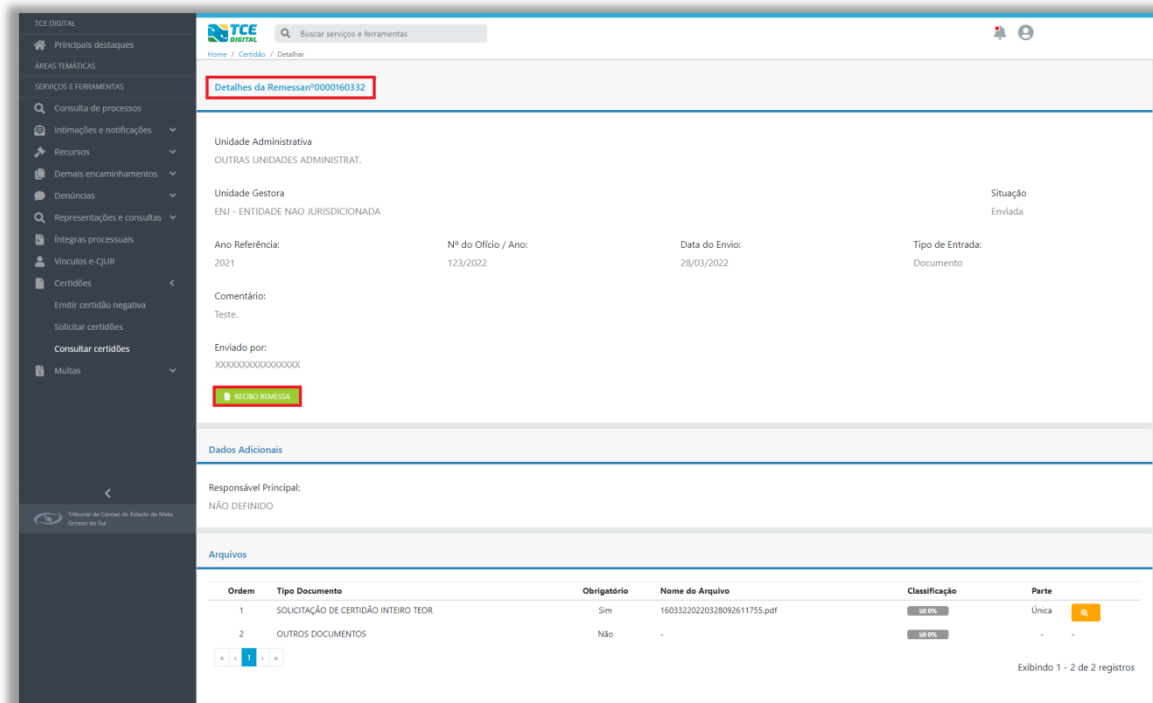 TCE DIGITAL
Principais destaques
ÁREAS TEMÁTICAS
SERVIÇOS E FERRAMENTAS
Consulta de processos
Intimações e notificações
Recursos
Demais encaminhamentos
Denúncias
Representações e consultas
Íntegras processuais
Vínculos e-CJUR
Certidões
Emitir certidão negativa
Solicitar certidões
Consultar certidões
Multas
Tribunal de Contas do Estado de Mato
Grosso do Sul
TCE
DIGITAL
Buscar serviços e ferramentas
Home / Certidão / Detalhar
Detalhes da Remessanº0000160332
Unidade Administrativa
OUTRAS UNIDADES ADMINISTRAT.
Unidade Gestora Situação
ENJ - ENTIDADE NAO JURISDICIONADA Enviada
Ano Referência: Nº do Ofício / Ano: Data do Envio: Tipo de Entrada:
2021 123/2022 28/03/2022 Documento
Comentário:
Teste.
Enviado por:
XXXXXXXXXXXXXXXX
RECIBO REMESSA
Dados Adicionais
Responsável Principal:
NÃO DEFINIDO
Arquivos
Ordem Tipo Documento Obrigatório Nome do Arquivo Classificação Parte
1 SOLICITAÇÃO DE CERTIDÃO INTEIRO TEOR Sim 1603322022032809261​1755.pdf 0% Única
2 OUTROS DOCUMENTOS Não - 0% - -
« ‹ 1 › »
Exibindo 1 - 2 de 2 registros